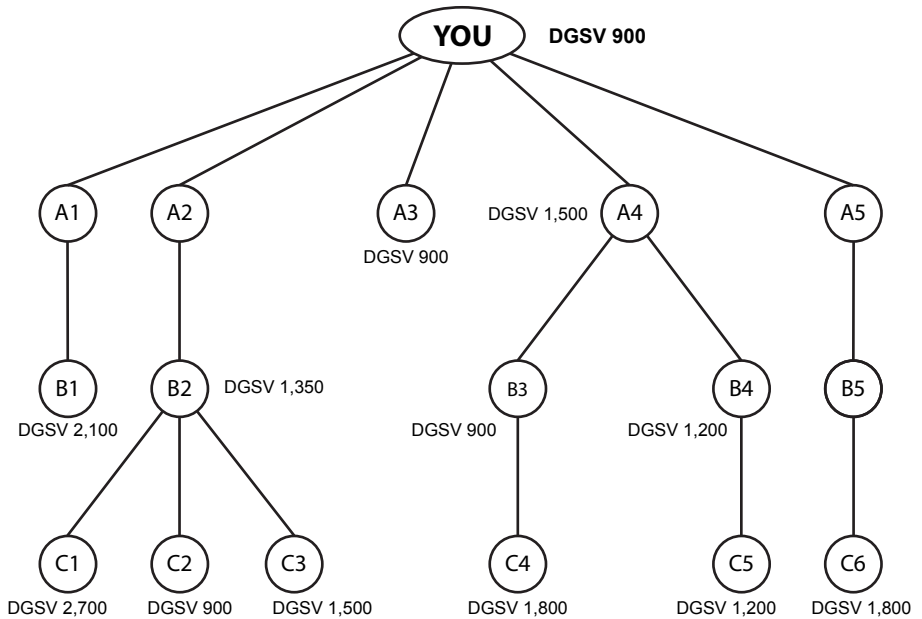 YOU DGSV 900
A1 A2 A3 DGSV 1,500 A4 A5
DGSV 900
B1 B2 DGSV 1,350 B3 B4 B5
DGSV 2,100 DGSV 900 DGSV 1,200
C1 C2 C3 C4 C5 C6
DGSV 2,700 DGSV 900 DGSV 1,500 DGSV 1,800 DGSV 1,200 DGSV 1,800